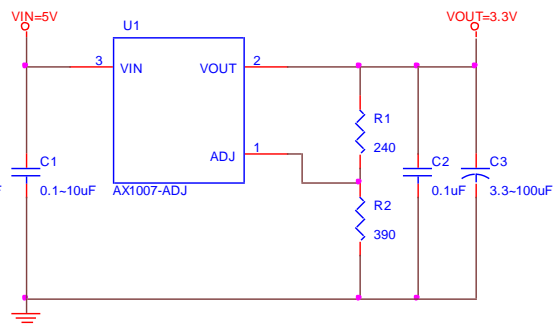 VIN=5V
VOUT=3.3V
U1
3
VIN
VOUT
2
ADJ
1
AX1007-ADJ
C1
0.1~10uF
R1
240
R2
390
C2
0.1uF
C3
3.3~100uF